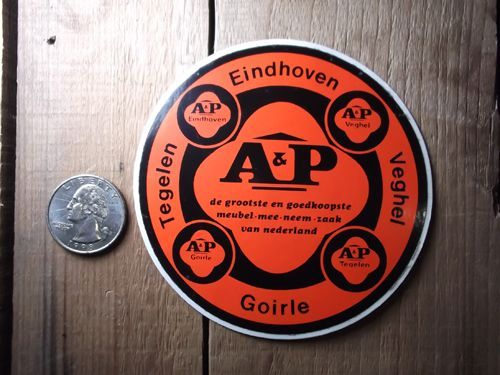 Eindhoven
A&P
Eindhoven
A&P
Veghel
Tegelen
Veghel
A&P
de grootste en goedkoopste
meubel-mee-neem-zaak
van nederland
A&P
Goirle
A&P
Tegelen
Goirle
LIBERTY
1998